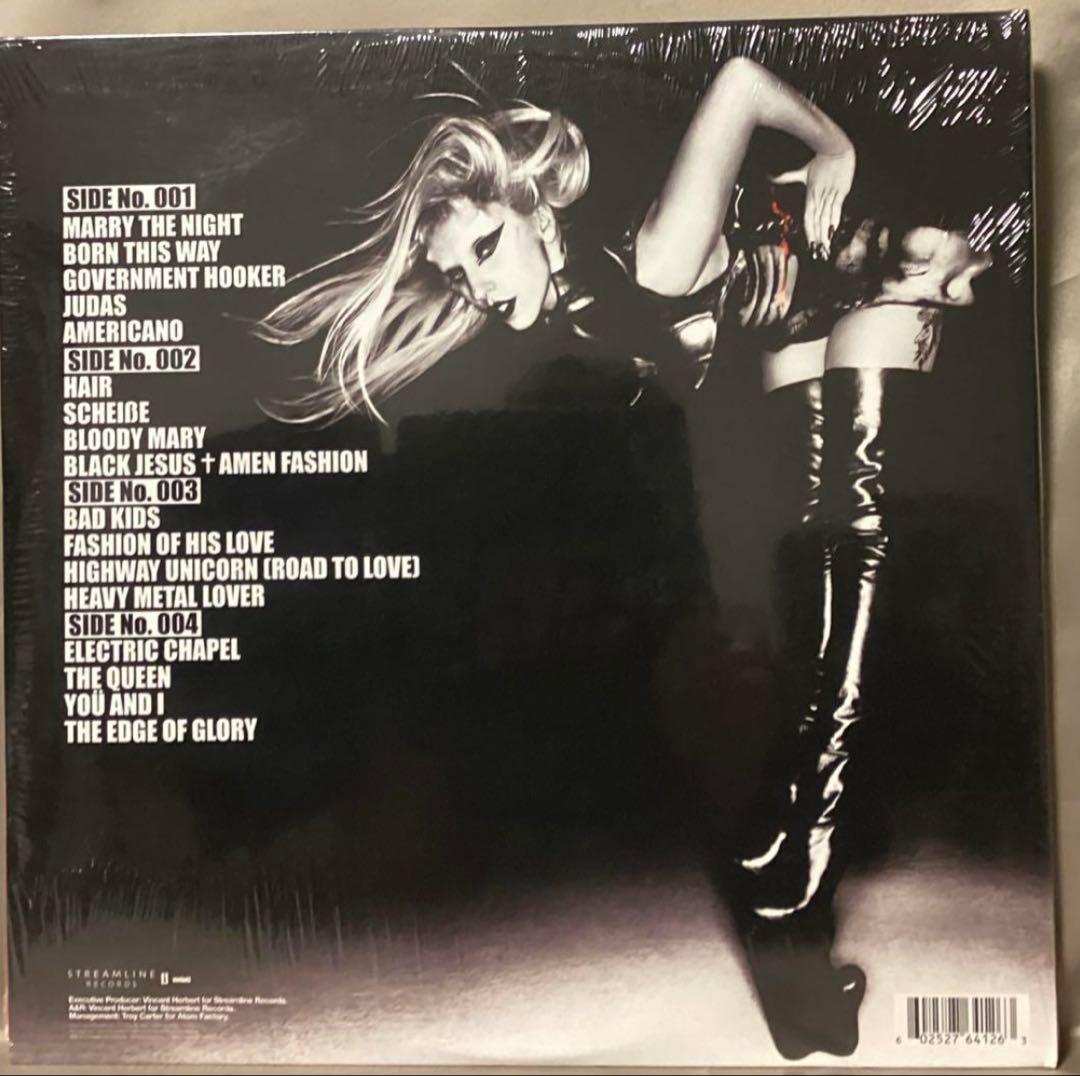 SIDE No. 001
MARRY THE NIGHT
BORN THIS WAY
GOVERNMENT HOOKER
JUDAS
AMERICANO
SIDE No. 002
HAIR
SCHEIßE
BLOODY MARY
BLACK JESUS † AMEN FASHION
SIDE No. 003
BAD KIDS
FASHION OF HIS LOVE
HIGHWAY UNICORN (ROAD TO LOVE)
HEAVY METAL LOVER
SIDE No. 004
ELECTRIC CHAPEL
THE QUEEN
YOÜ AND I
THE EDGE OF GLORY
STREAMLINE
RECORDS
Executive Producer: Vincent Herbert for Streamline Records.
A&R: Vincent Herbert for Streamline Records.
Management: Troy Carter for Atom Factory.
6 02527 64126 3